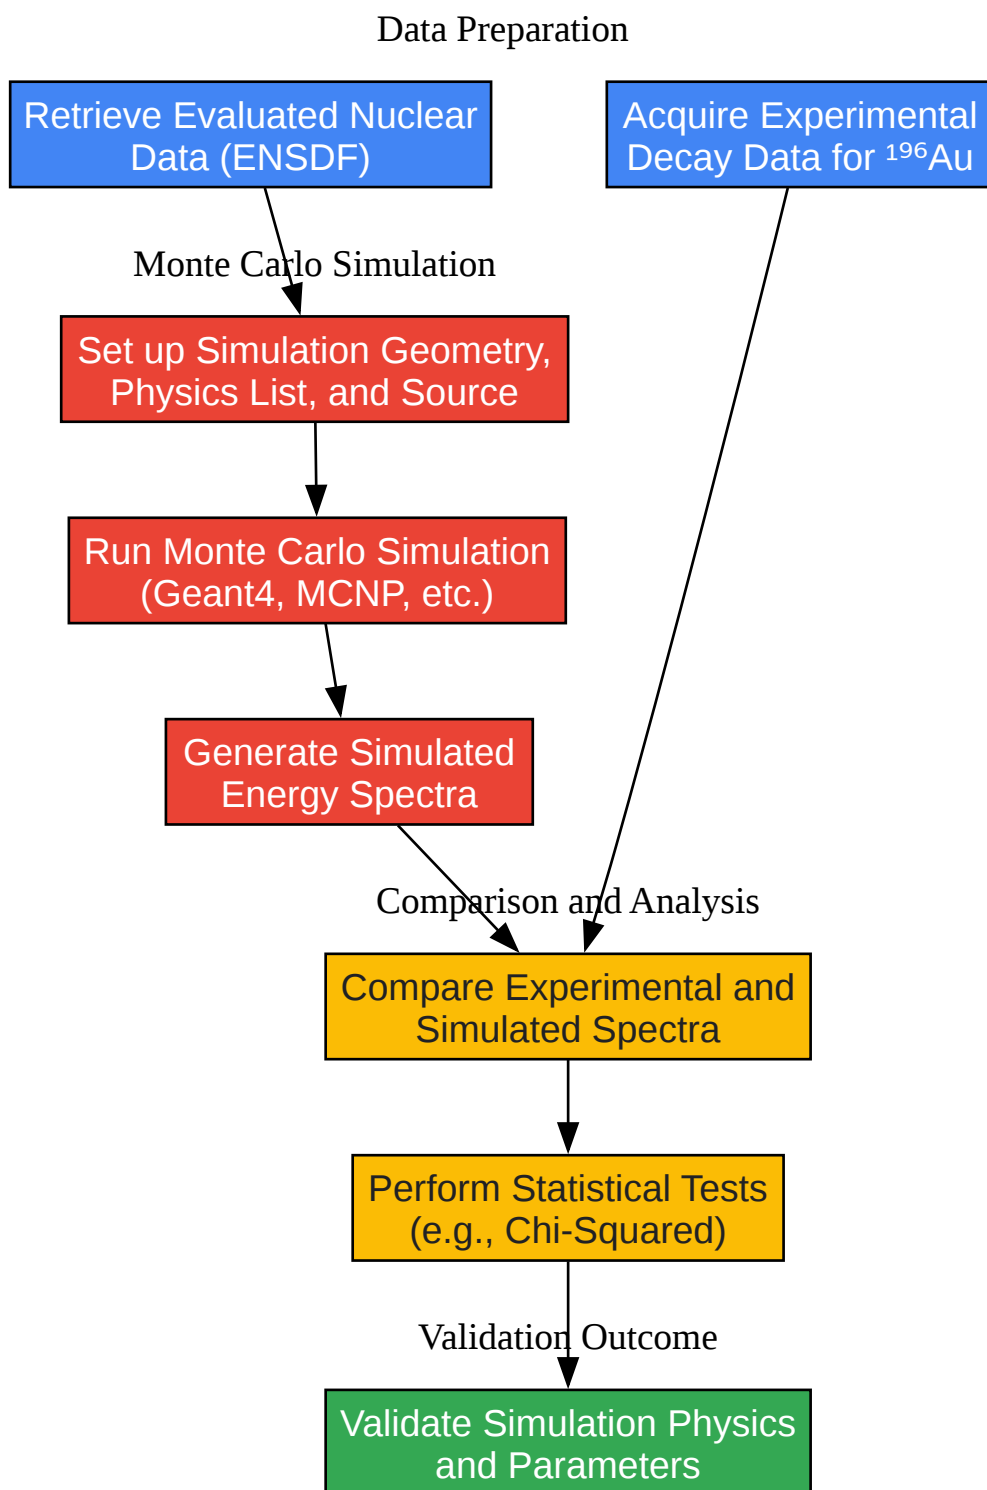 Data Preparation
Retrieve Evaluated Nuclear
Data (ENSDF)
Acquire Experimental
Decay Data for ¹⁹⁶Au
Monte Carlo Simulation
Set up Simulation Geometry,
Physics List, and Source
Run Monte Carlo Simulation
(Geant4, MCNP, etc.)
Generate Simulated
Energy Spectra
Comparison and Analysis
Compare Experimental and
Simulated Spectra
Perform Statistical Tests
(e.g., Chi-Squared)
Validation Outcome
Validate Simulation Physics
and Parameters